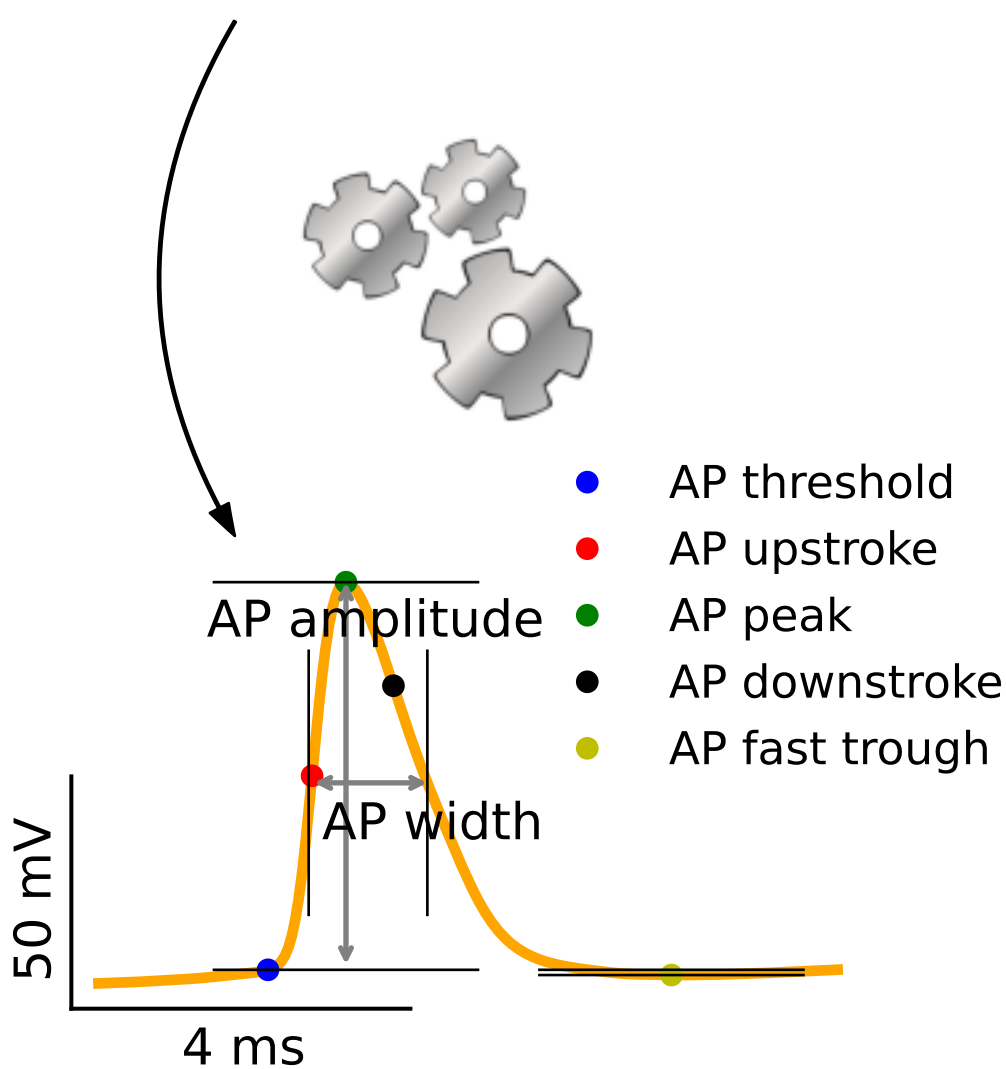 AP threshold
AP upstroke
AP peak
AP downstroke
AP fast trough
AP amplitude
AP width
50 mV
4 ms